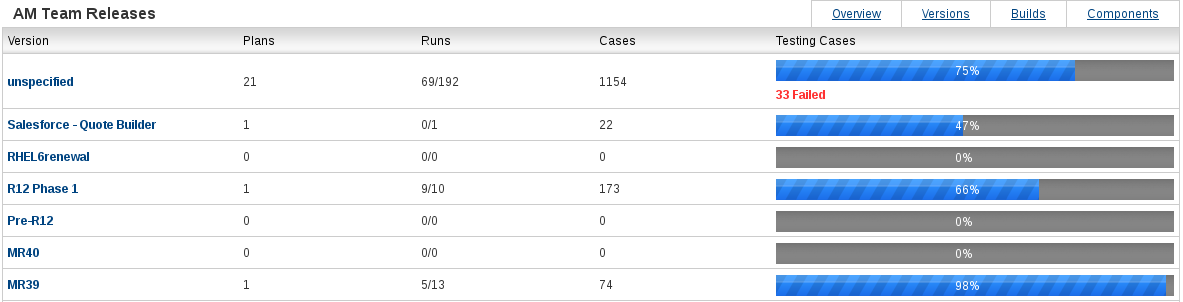 AM Team Releases Overview Versions Builds Components
Version Plans Runs Cases Testing Cases
unspecified 21 69/192 1154 75%
33 Failed
Salesforce - Quote Builder 1 0/1 22 47%
RHEL6renewal 0 0/0 0 0%
R12 Phase 1 1 9/10 173 66%
Pre-R12 0 0/0 0 0%
MR40 0 0/0 0 0%
MR39 1 5/13 74 98%